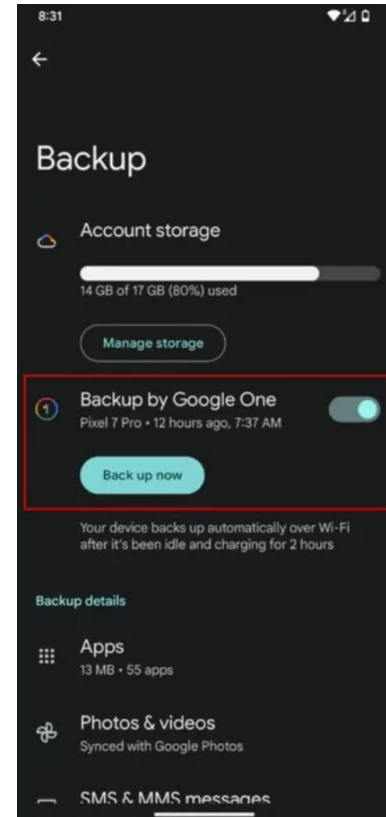 8:31
Backup
Account storage
14 GB of 17 GB (80%) used
Manage storage
Backup by Google One
Pixel 7 Pro • 12 hours ago, 7:37 AM
Back up now
Your device backs up automatically over Wi-Fi
after it's been idle and charging for 2 hours
Backup details
Apps
13 MB • 55 apps
Photos & videos
Synced with Google Photos
SMS & MMS messages